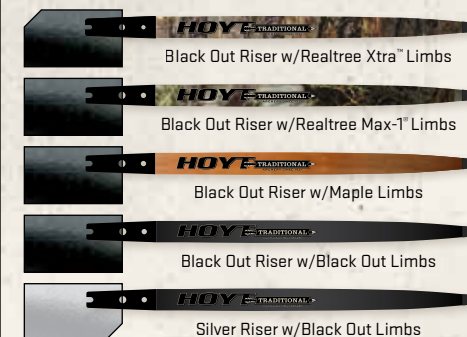 HOYT TRADITIONAL
Black Out Riser w/Realtree Xtra™ Limbs
HOYT TRADITIONAL
Black Out Riser w/Realtree Max-1® Limbs
HOYT TRADITIONAL
Black Out Riser w/Maple Limbs
HOYT TRADITIONAL
Black Out Riser w/Black Out Limbs
HOYT TRADITIONAL
Silver Riser w/Black Out Limbs